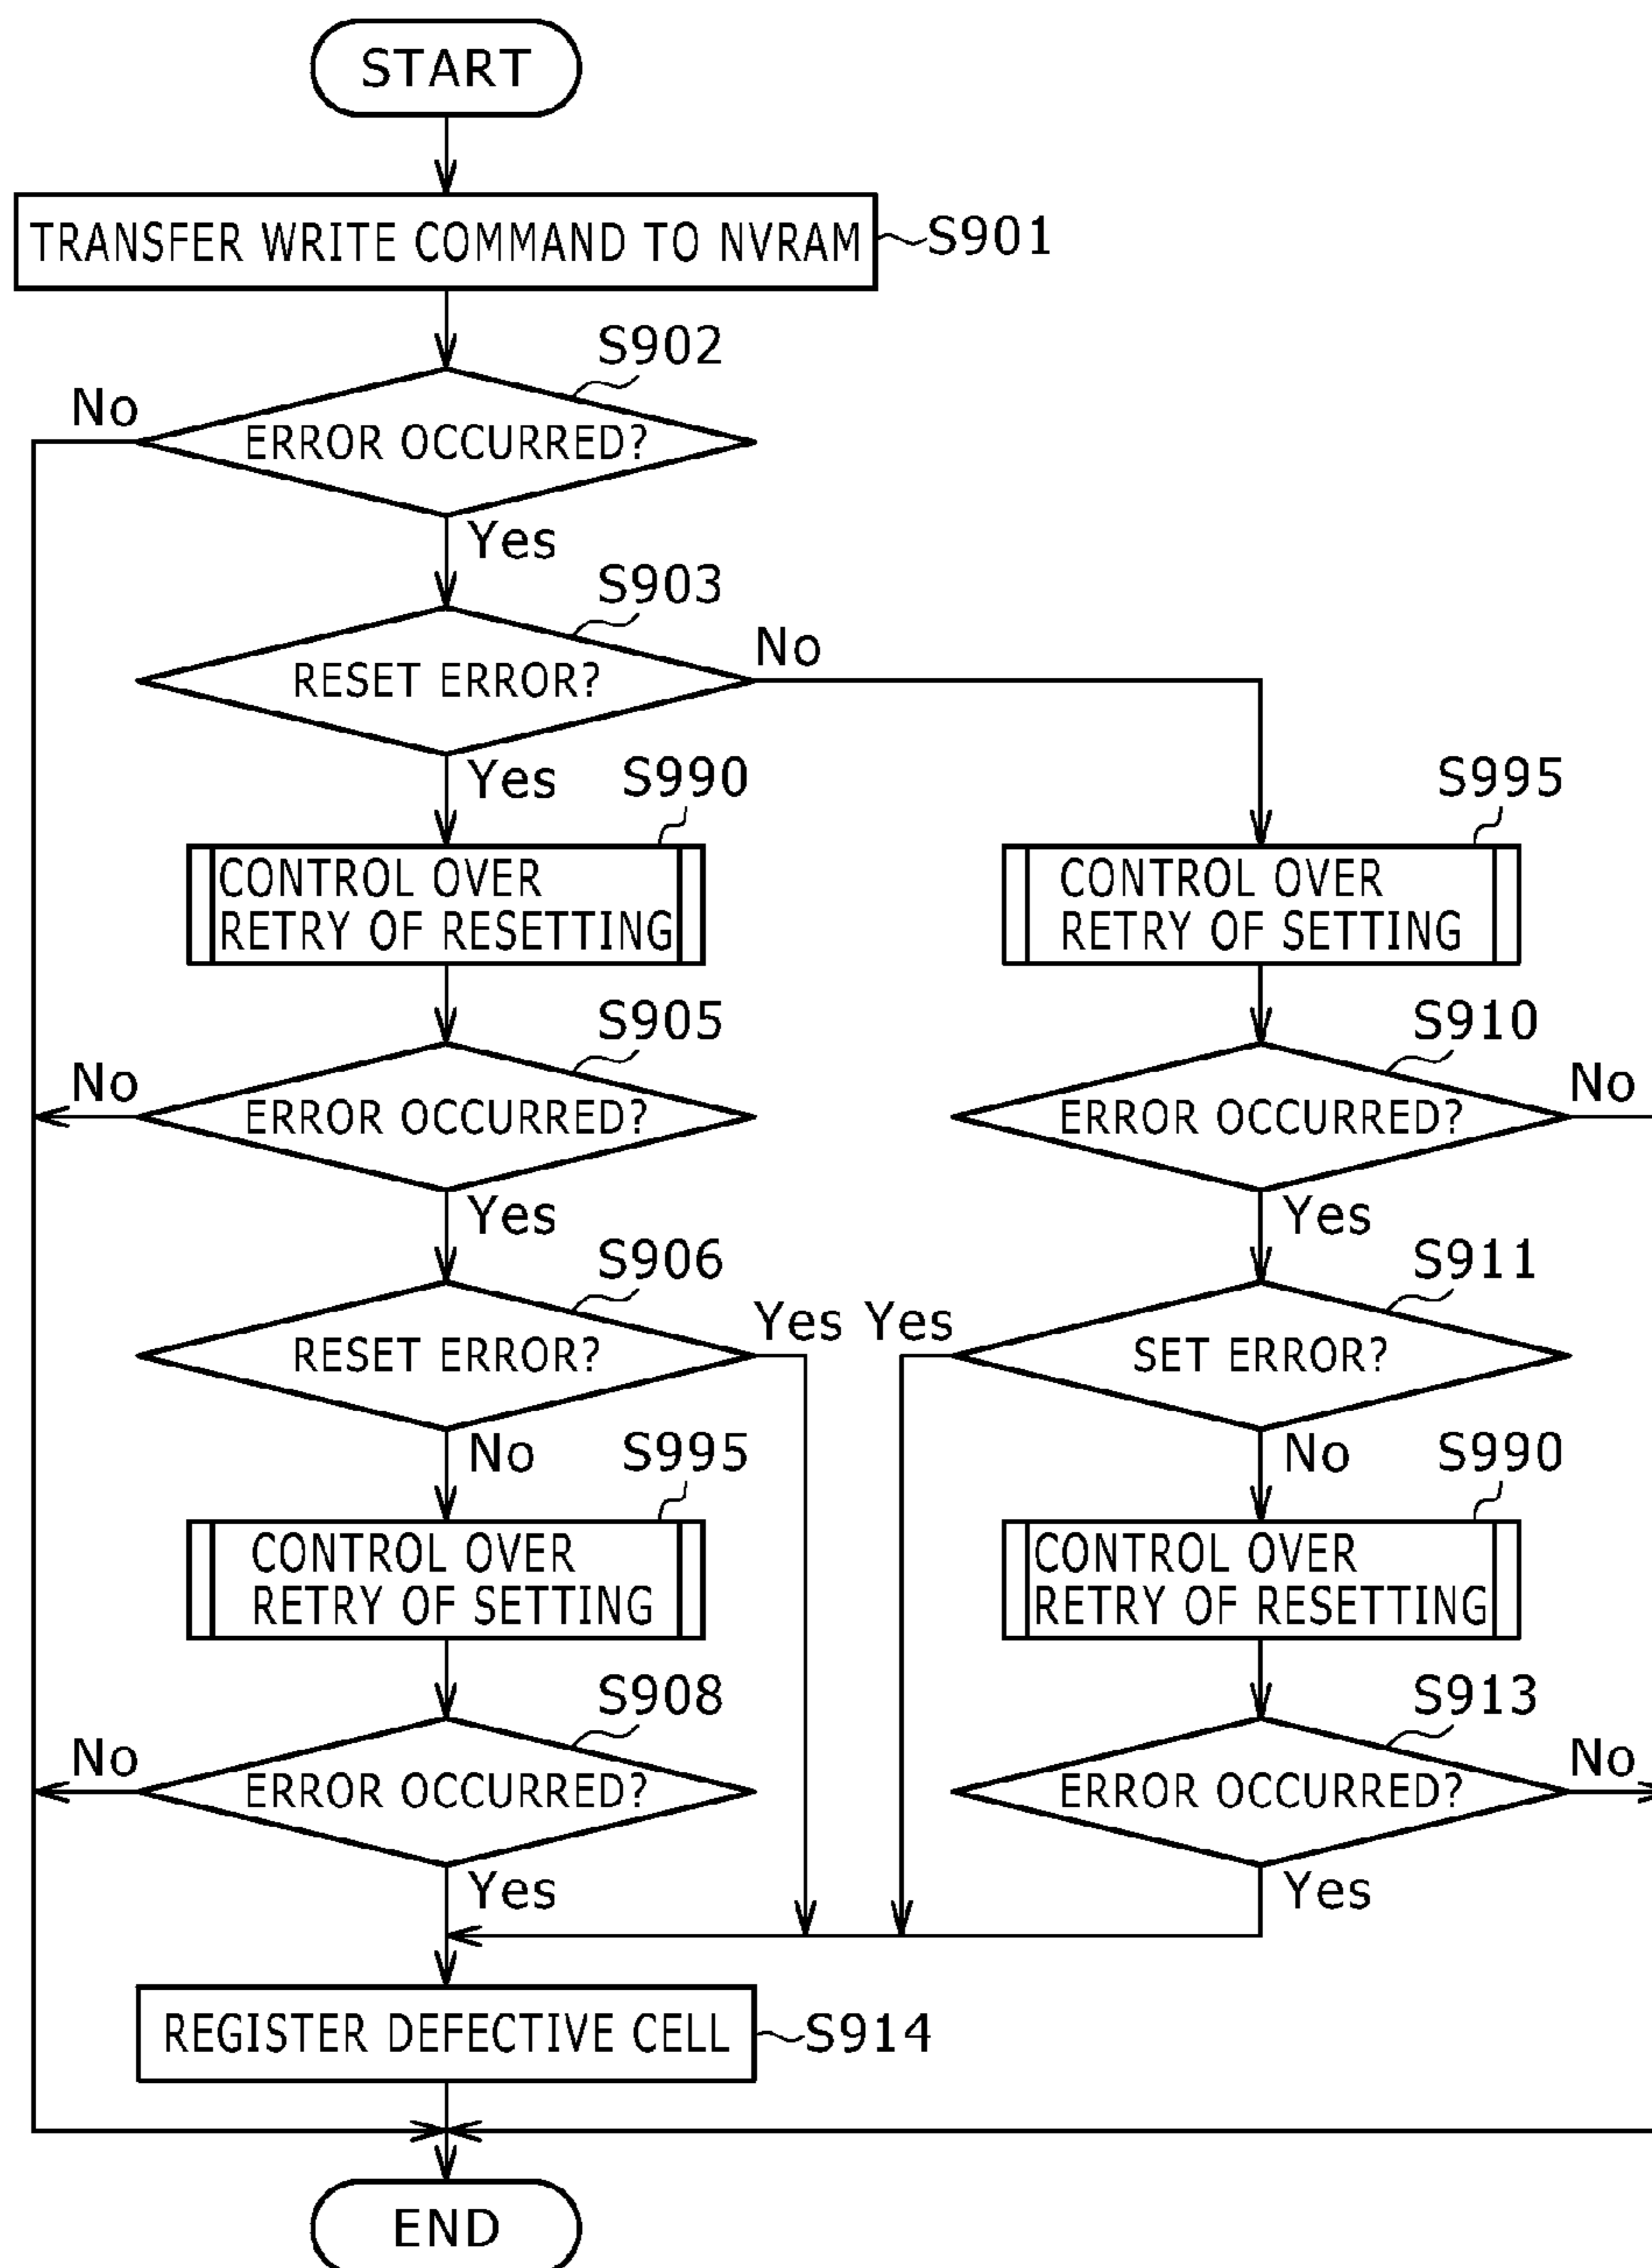 START
TRANSFER WRITE COMMAND TO NVRAM
S901
S902
No
ERROR OCCURRED?
Yes
S903
No
RESET ERROR?
Yes
S990
S995
CONTROL OVER
RETRY OF RESETTING
CONTROL OVER
RETRY OF SETTING
S905
S910
No
ERROR OCCURRED?
ERROR OCCURRED?
No
Yes
Yes
S906
S911
RESET ERROR?
Yes
Yes
SET ERROR?
No
No
S995
S990
CONTROL OVER
RETRY OF SETTING
CONTROL OVER
RETRY OF RESETTING
S908
S913
No
ERROR OCCURRED?
ERROR OCCURRED?
No
Yes
Yes
REGISTER DEFECTIVE CELL
S914
END